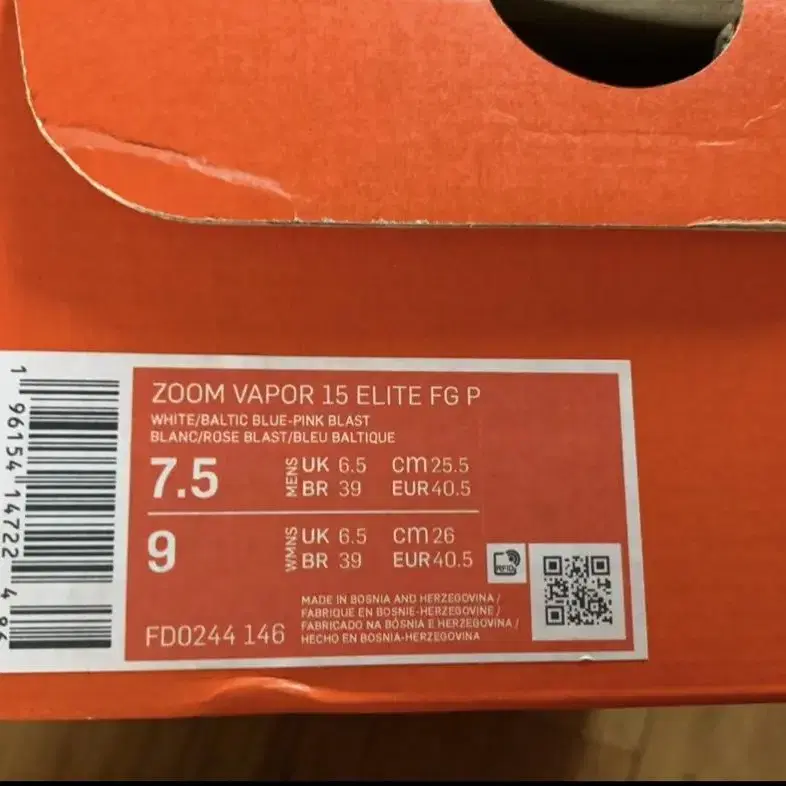 ZOOM VAPOR 15 ELITE FG P
WHITE/BALTIC BLUE-PINK BLAST
BLANC/ROSE BLAST/BLEU BALTIQUE
7.5 MENS UK 6.5 cm 25.5
BR 39 EUR 40.5
9 WMNS UK 6.5 cm 26
BR 39 EUR 40.5
RFID
MADE IN BOSNIA AND HERZEGOVINA /
FABRIQUE EN BOSNIE-HERZEGOVINE /
FABRICADO NA BÓSNIA E HERZEGOVINA /
HECHO EN BOSNIA-HERZEGOVINA
FD0244 146
1 96154 14722 4